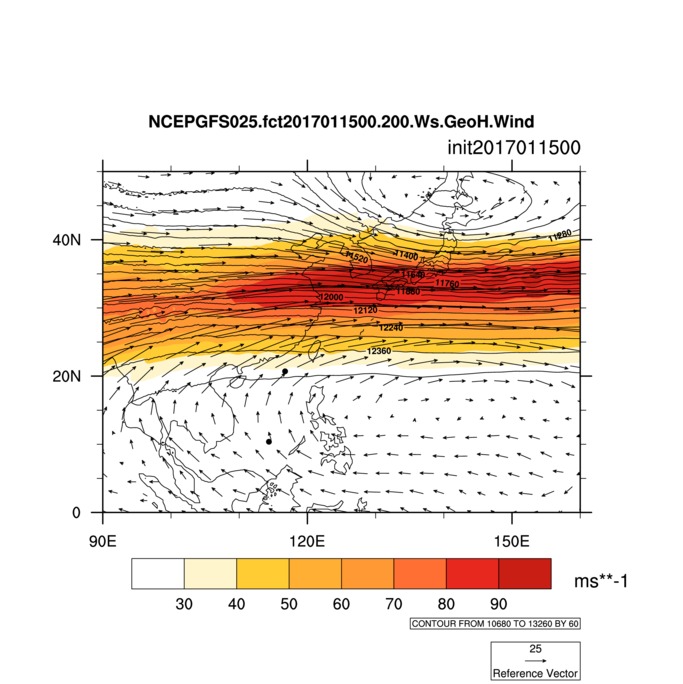 NCEPGFS025.fct2017011500.200.Ws.GeoH.Wind
init2017011500
40N
20N
0
90E
120E
150E
11280
11520
11400
11640
11760
11880
12000
12120
12240
12360
30 40 50 60 70 80 90
ms**-1
CONTOUR FROM 10680 TO 13260 BY 60
25
Reference Vector